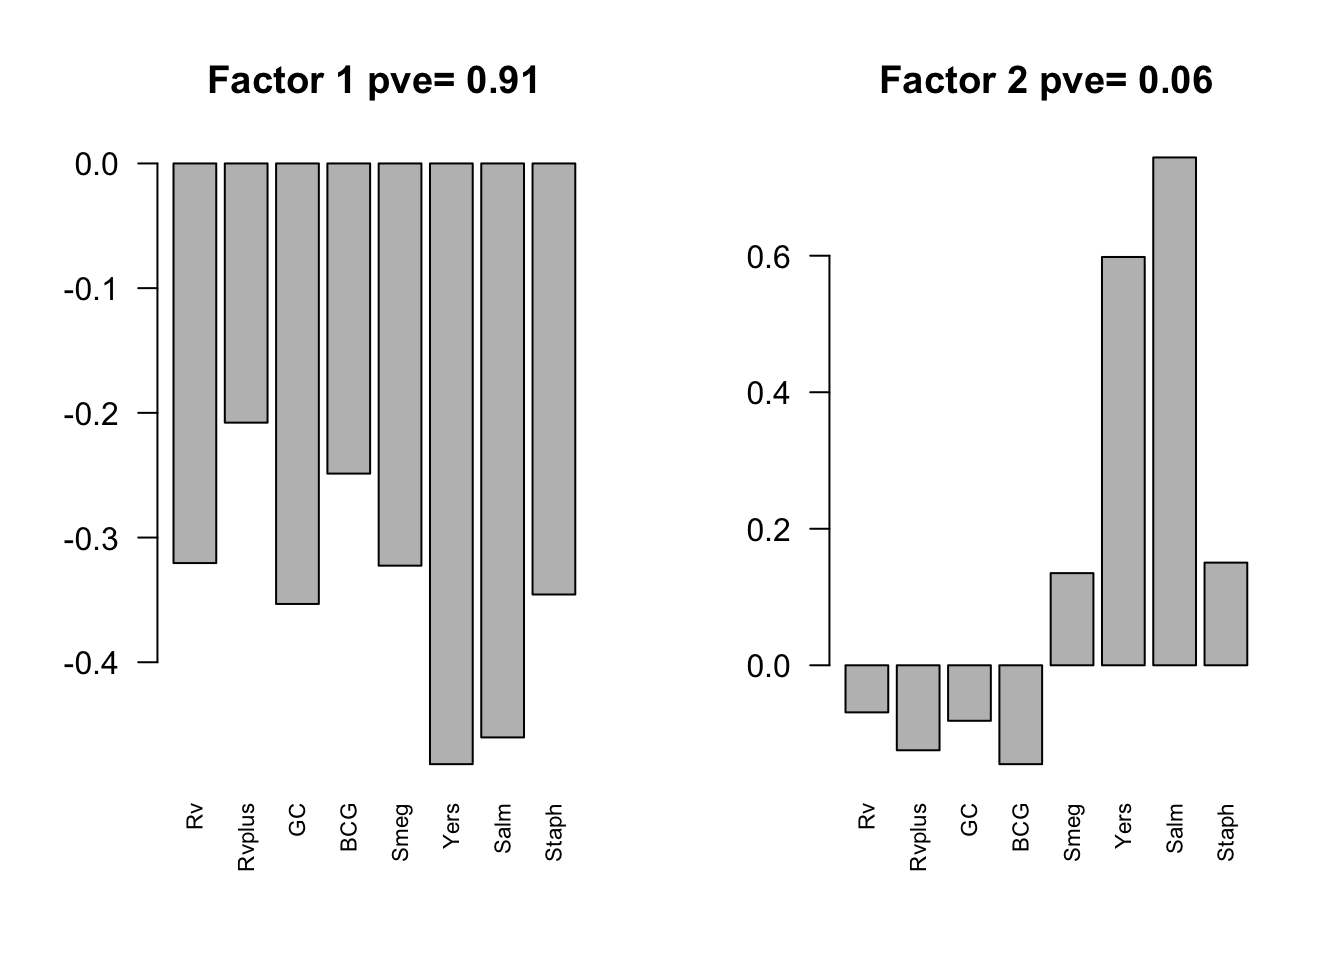 Factor 1 pve= 0.91
0.0
-0.1
-0.2
-0.3
-0.4
Rv
Rvplus
GC
BCG
Smeg
Yers
Salm
Staph
Factor 2 pve= 0.06
0.6
0.4
0.2
0.0
Rv
Rvplus
GC
BCG
Smeg
Yers
Salm
Staph